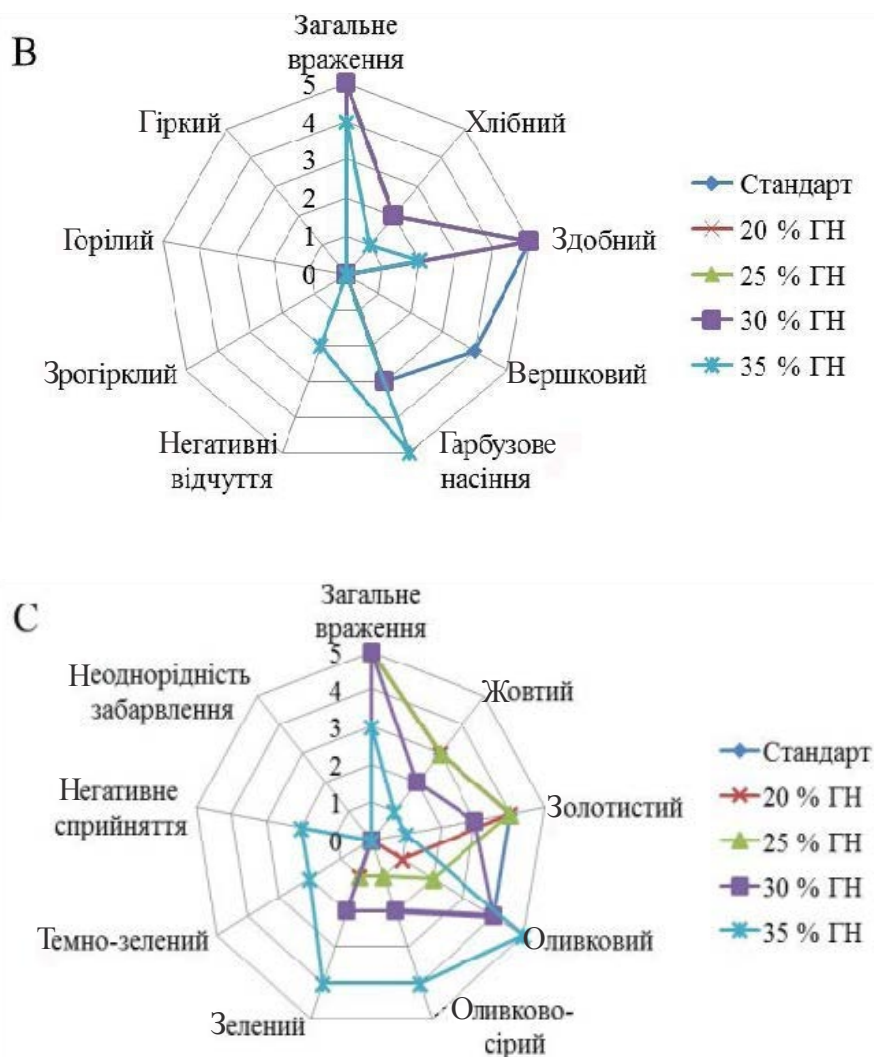 B
Загальне
враження
5
4
3
2
1
0
Хлібний
Здобний
Вершковий
Гарбузове
насіння
Негативні
відчуття
Зрогірклий
Горілий
Гіркий
Стандарт
20 % ГН
25 % ГН
30 % ГН
35 % ГН
C
Загальне
враження
5
4
3
2
1
0
Жовтий
Золотистий
Оливковий
Оливково-
сірий
Зелений
Темно-зелений
Негативне
сприйняття
Неоднорідність
забарвлення
Стандарт
20 % ГН
25 % ГН
30 % ГН
35 % ГН